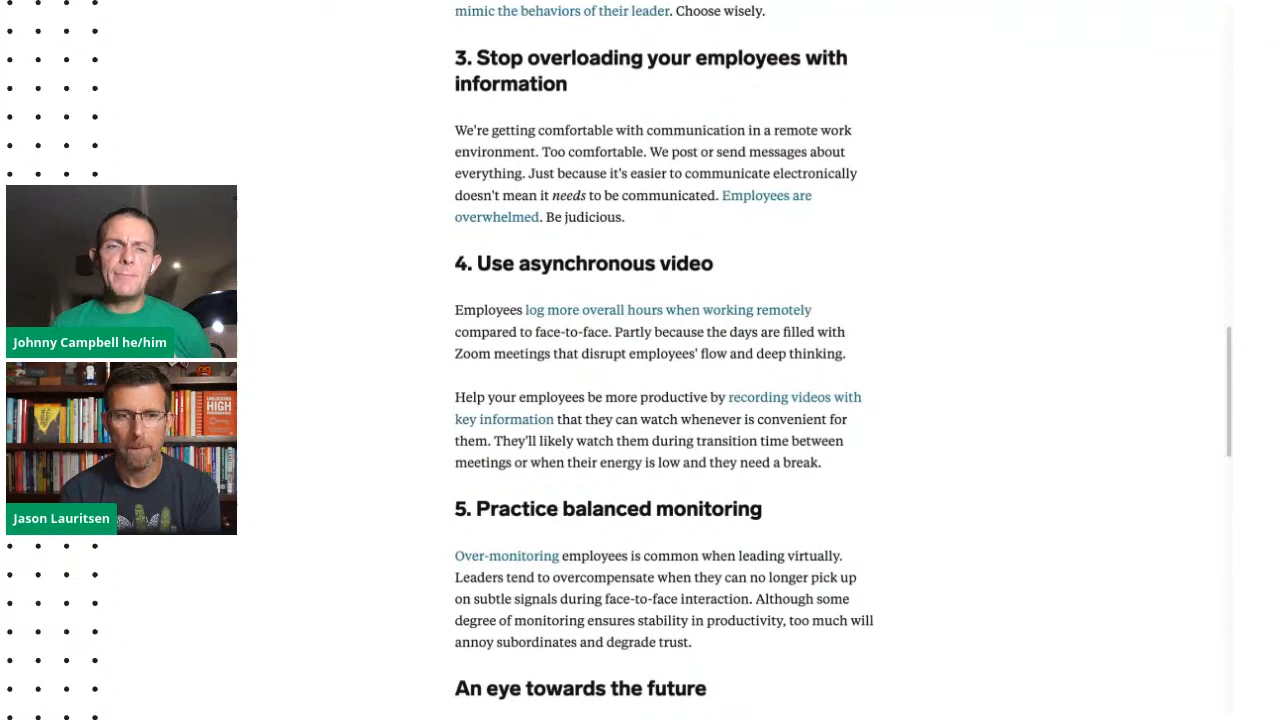 mimic the behaviors of their leader. Choose wisely.
3. Stop overloading your employees with
information
We're getting comfortable with communication in a remote work
environment. Too comfortable. We post or send messages about
everything. Just because it's easier to communicate electronically
doesn't mean it needs to be communicated. Employees are
overwhelmed. Be judicious.
4. Use asynchronous video
Employees log more overall hours when working remotely
compared to face-to-face. Partly because the days are filled with
Zoom meetings that disrupt employees' flow and deep thinking.
Help your employees be more productive by recording videos with
key information that they can watch whenever is convenient for
them. They'll likely watch them during transition time between
meetings or when their energy is low and they need a break.
5. Practice balanced monitoring
Over-monitoring employees is common when leading virtually.
Leaders tend to overcompensate when they can no longer pick up
on subtle signals during face-to-face interaction. Although some
degree of monitoring ensures stability in productivity, too much will
annoy subordinates and degrade trust.
An eye towards the future
Johnny Campbell he/him
UNLOCKING
HIGH
PERFORMANCE
Jason Lauritsen